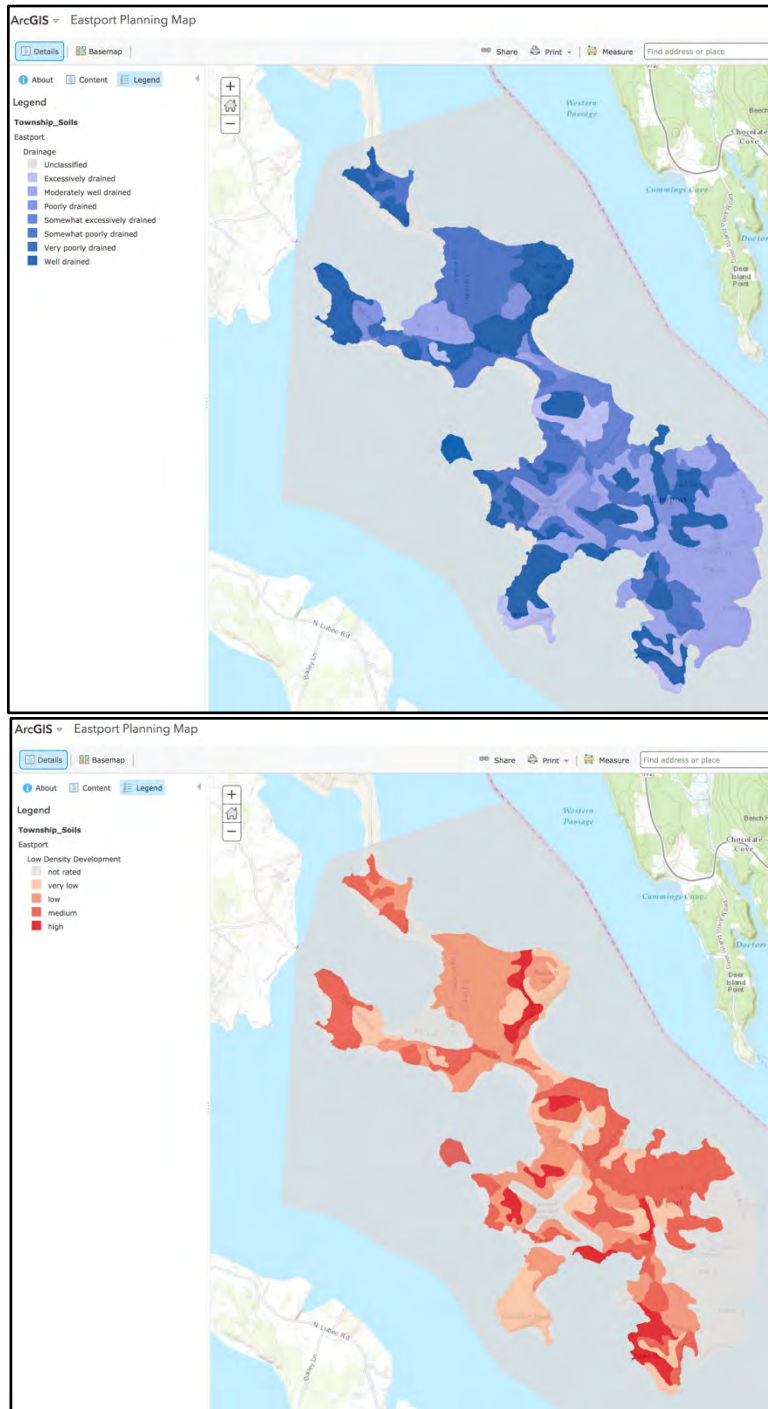 ArcGIS Eastport Planning Map
Details Basemap Share Print Measure Find address or place
About Content Legend
Legend
Township_Soils
Eastport
Drainage
Unclassified
Excessively drained
Moderately well drained
Poorly drained
Somewhat excessively drained
Somewhat poorly drained
Very poorly drained
Well drained
+
−
Western
Passage
Beech
Chocolate
Cove
Cummings Cove
Doctors
Deer
Island
Point
N Lubec Rd
ArcGIS Eastport Planning Map
Details Basemap Share Print Measure Find address or place
About Content Legend
Legend
Township_Soils
Eastport
Low Density Development
not rated
very low
low
medium
high
+
−
Western
Passage
Beech H
Chocolate
Cove
Cummings Cove
Doctors
Deer
Island
Point
N Lubec Rd